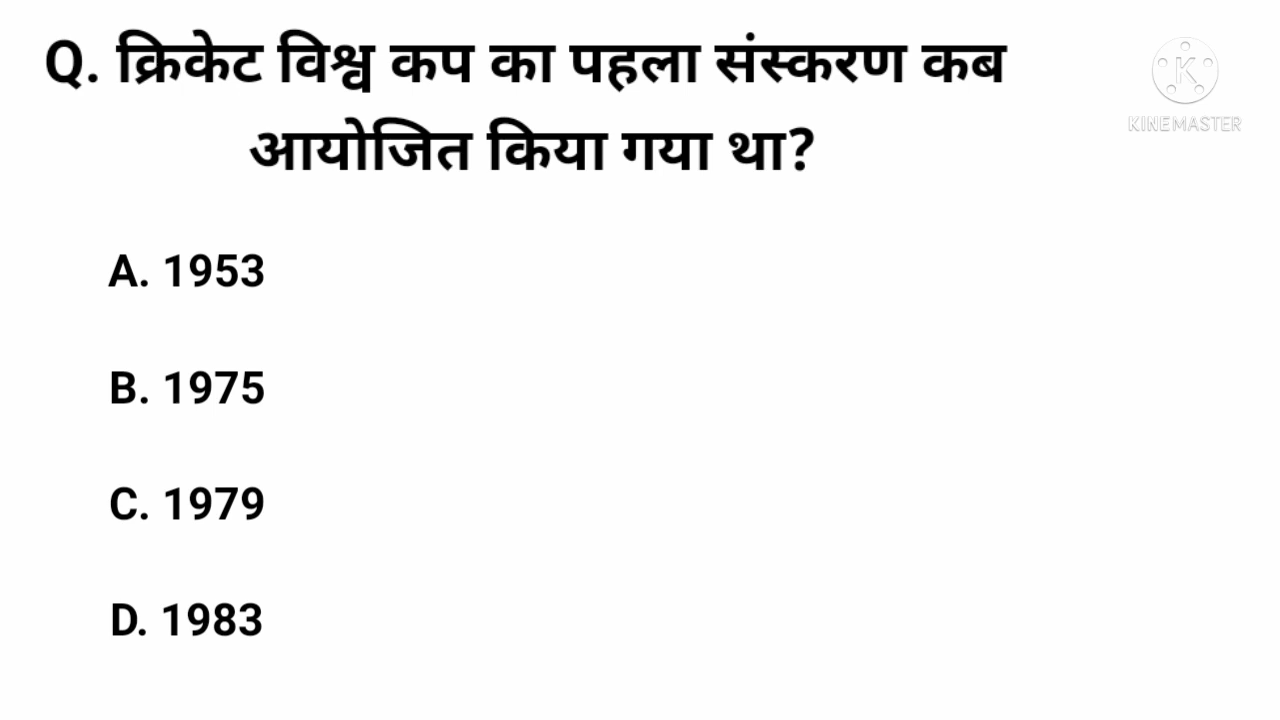 Q. क्रिकेट विश्व कप का पहला संस्करण कब
आयोजित किया गया था?
K
KINEMASTER
A. 1953
B. 1975
C. 1979
D. 1983